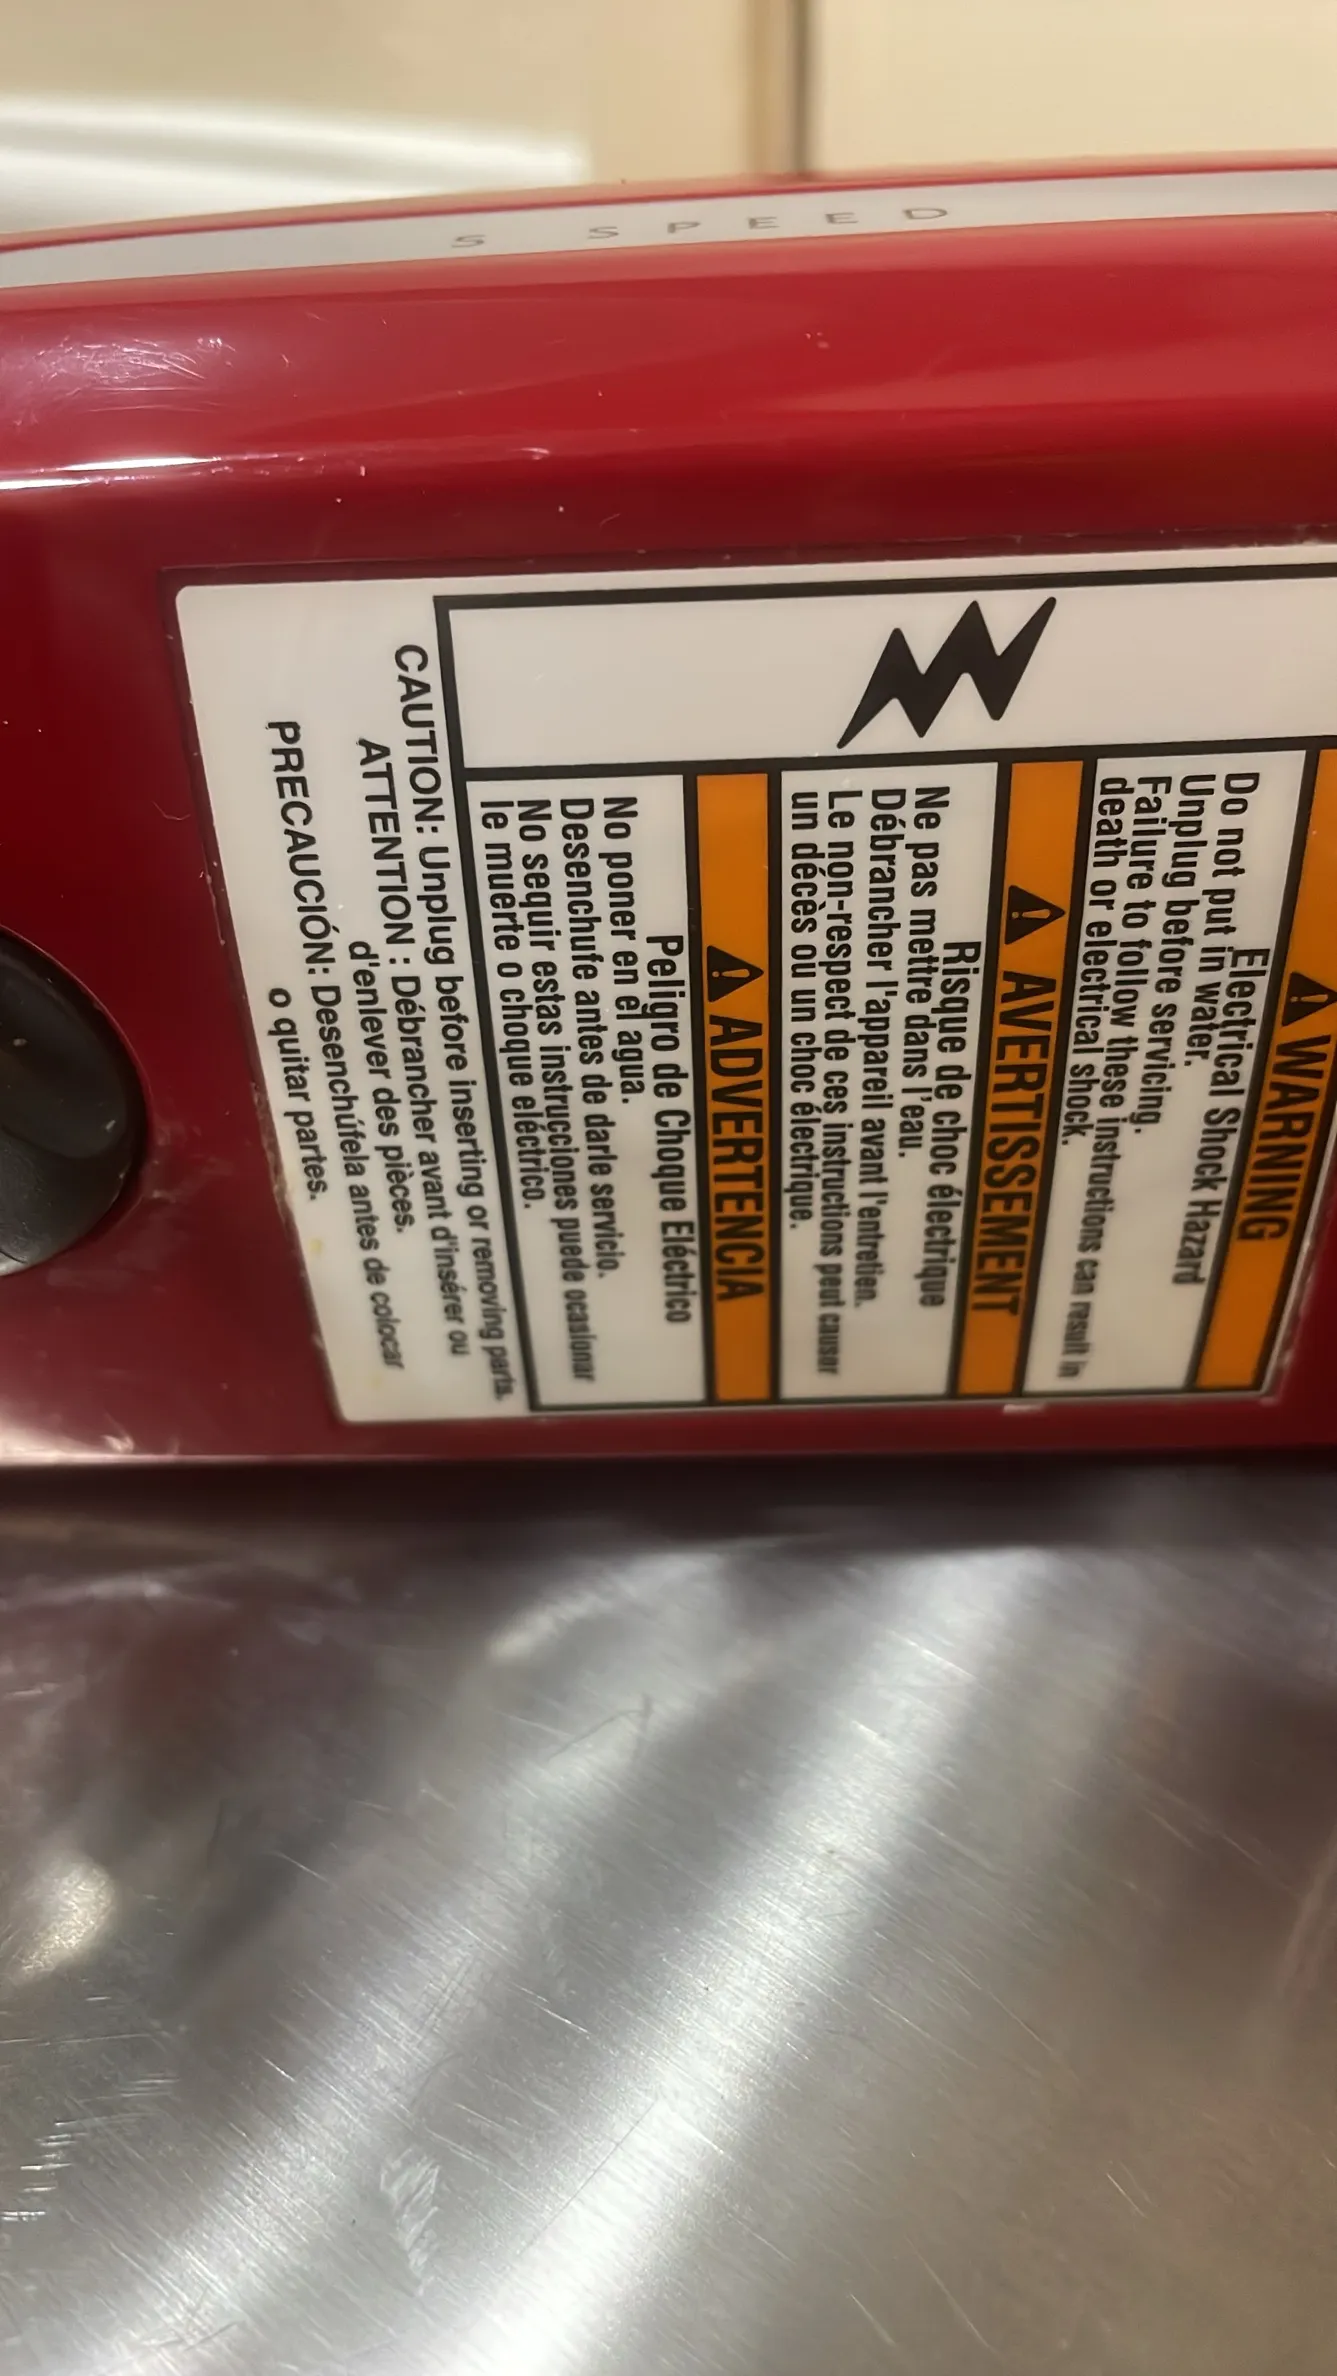 5 SPEED
⚠ WARNING
Electrical Shock Hazard
Do not put in water.
Unplug before servicing.
Failure to follow these instructions can result in
death or electrical shock.
⚠ AVERTISSEMENT
Risque de choc électrique
Ne pas mettre dans l'eau.
Débrancher l'appareil avant l'entretien.
Le non-respect de ces instructions peut causer
un décès ou un choc électrique.
⚠ ADVERTENCIA
Peligro de Choque Eléctrico
No poner en el agua.
Desenchufe antes de darle servicio.
No sequir estas instrucciones puede ocasionar
le muerte o choque eléctrico.
CAUTION: Unplug before inserting or removing parts.
ATTENTION : Débrancher avant d'insérer ou
d'enlever des pièces.
PRECAUCIÓN: Desenchúfela antes de colocar
o quitar partes.